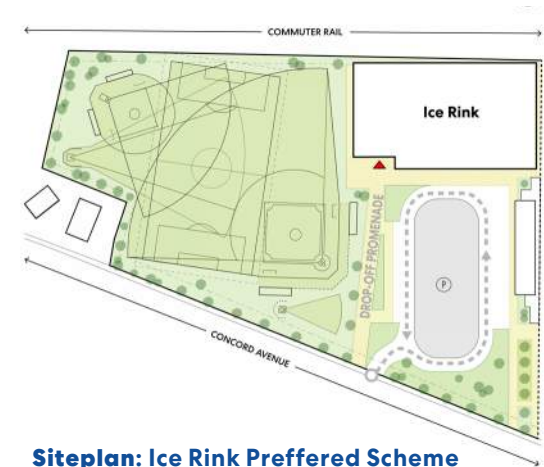 COMMUTER RAIL
Ice Rink
DROP-OFF PROMENADE
P
CONCORD AVENUE
Siteplan: Ice Rink Preffered Scheme